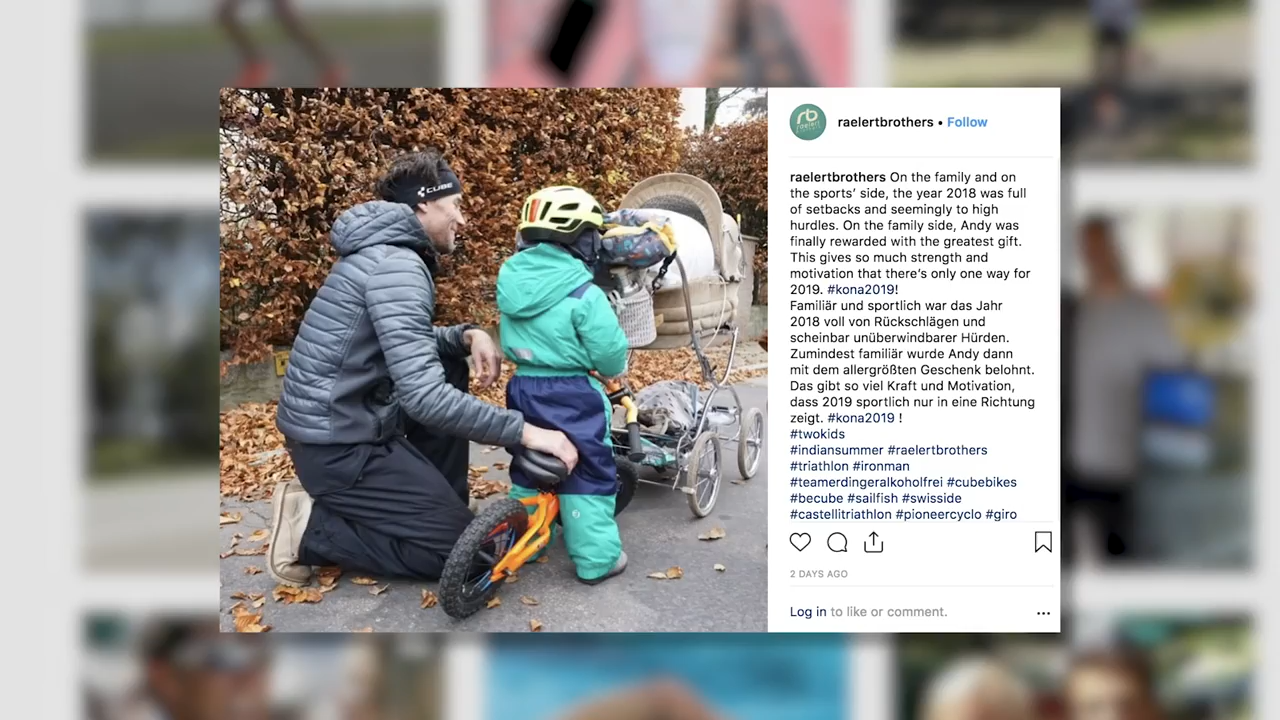 CUBE
rb
raelertbrothers • Follow
raelertbrothers On the family and on
the sports' side, the year 2018 was full
of setbacks and seemingly to high
hurdles. On the family side, Andy was
finally rewarded with the greatest gift.
This gives so much strength and
motivation that there's only one way for
2019. #kona2019!
Familiär und sportlich war das Jahr
2018 voll von Rückschlägen und
scheinbar unüberwindbarer Hürden.
Zumindest familiär wurde Andy dann
mit dem allergrößten Geschenk belohnt.
Das gibt so viel Kraft und Motivation,
dass 2019 sportlich nur in eine Richtung
zeigt. #kona2019 !
#twokids
#indiansummer #raelertbrothers
#triathlon #ironman
#teamerdingeralkoholfrei #cubebikes
#becube #sailfish #swisside
#castellitriathlon #pioneercyclo #giro
2 DAYS AGO
Log in to like or comment.